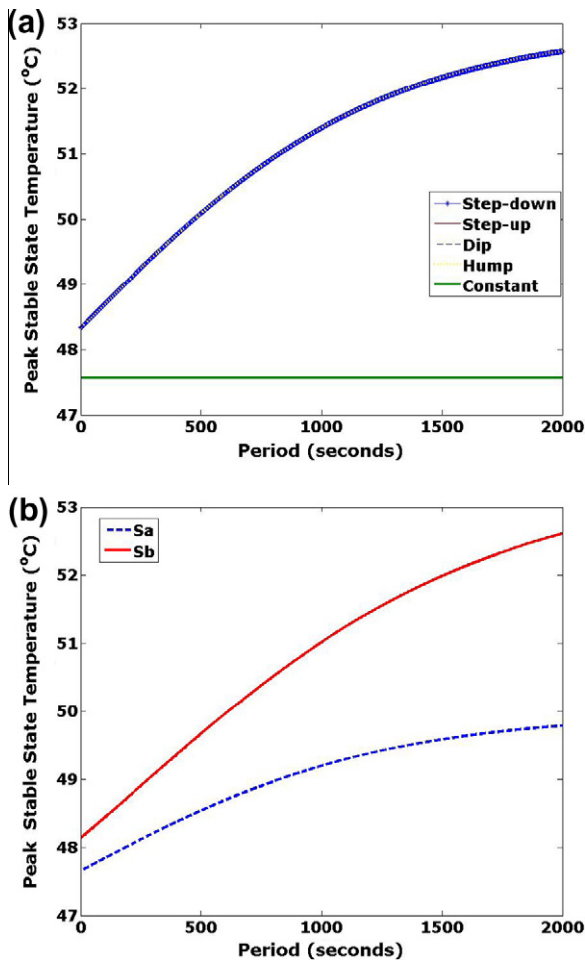 (a)
53
52
51
50
49
48
47
Peak Stable State Temperature (°C)
Step-down
Step-up
Dip
Hump
Constant
0 500 1000 1500 2000
Period (seconds)
(b)
53
52
51
50
49
48
47
Peak Stable State Temperature (°C)
Sa
Sb
0 500 1000 1500 2000
Period (seconds)